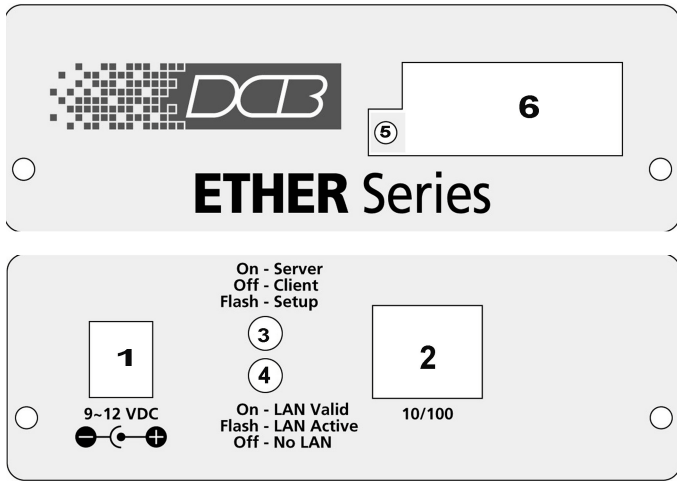 DCB
6
5
ETHER Series
On - Server
Off - Client
Flash - Setup
3
1
2
4
9~12 VDC
On - LAN Valid
Flash - LAN Active
Off - No LAN
10/100